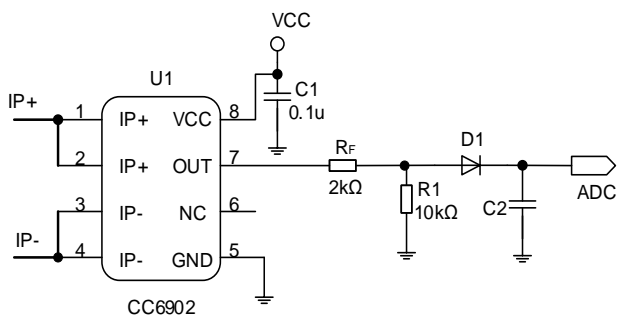 VCC
U1
C1
0.1u
IP+
1 IP+ VCC 8
2 IP+ OUT 7
RF
2kΩ
D1
R1
10kΩ
C2
ADC
3 IP- NC 6
IP-
4 IP- GND 5
CC6902